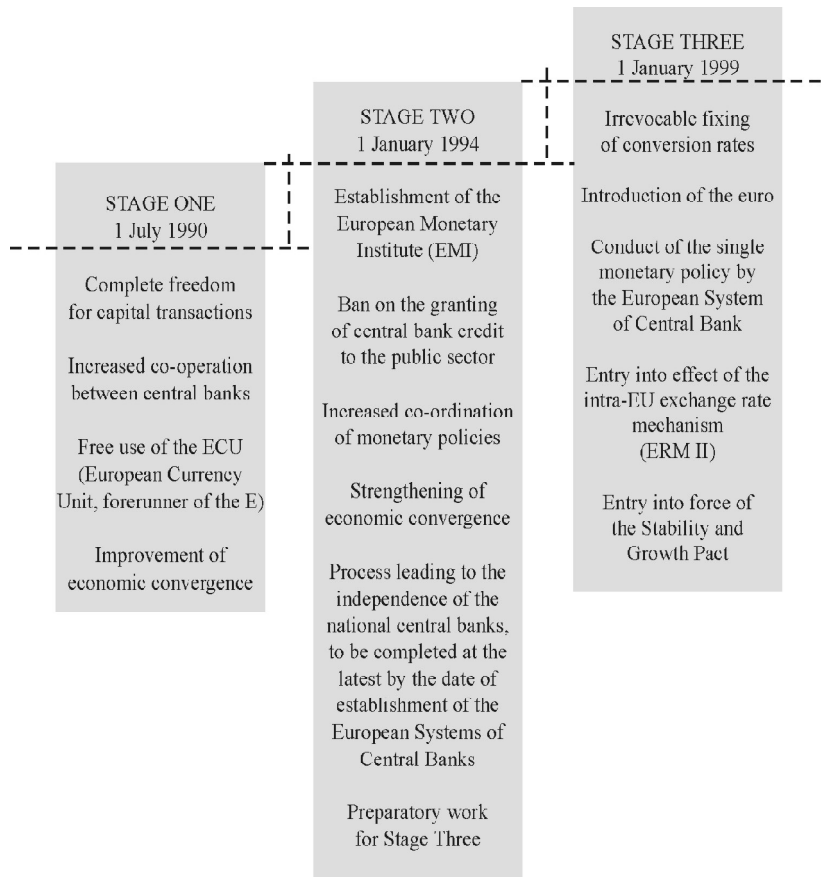 STAGE ONE
1 July 1990
Complete freedom
for capital transactions
Increased co-operation
between central banks
Free use of the ECU
(European Currency
Unit, forerunner of the E)
Improvement of
economic convergence
STAGE TWO
1 January 1994
Establishment of the
European Monetary
Institute (EMI)
Ban on the granting
of central bank credit
to the public sector
Increased co-ordination
of monetary policies
Strengthening of
economic convergence
Process leading to the
independence of the
national central banks,
to be completed at the
latest by the date of
establishment of the
European Systems of
Central Banks
Preparatory work
for Stage Three
STAGE THREE
1 January 1999
Irrevocable fixing
of conversion rates
Introduction of the euro
Conduct of the single
monetary policy by
the European System
of Central Bank
Entry into effect of the
intra-EU exchange rate
mechanism
(ERM II)
Entry into force of
the Stability and
Growth Pact